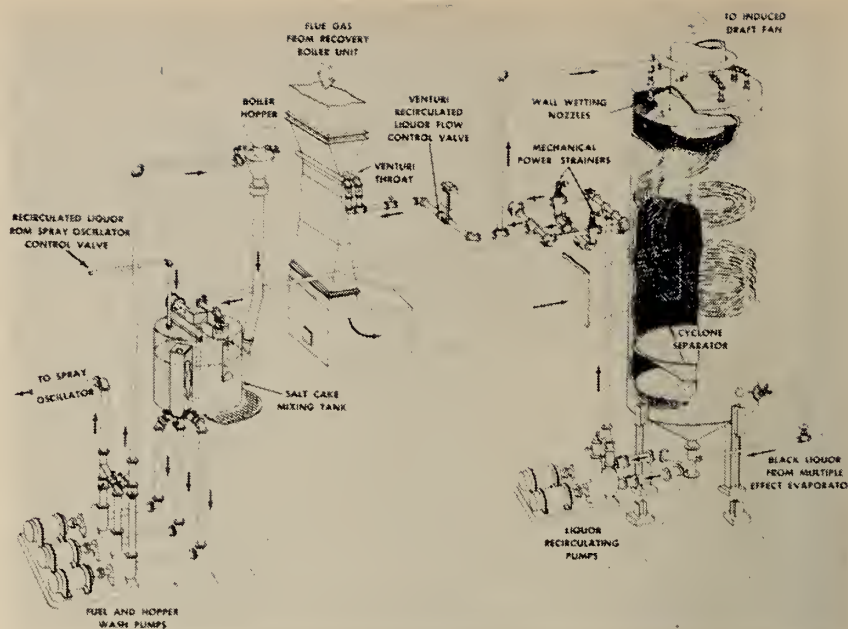 FLUE GAS
FROM RECOVERY
BOILER UNIT
TO INDUCED
DRAFT FAN
BOILER
HOPPER
VENTURI
RECIRCULATED
LIQUOR FLOW
CONTROL VALVE
WALL WETTING
NOZZLES
MECHANICAL
POWER STRAINERS
VENTURI
THROAT
RECIRCULATED LIQUOR
ROM SPRAY OSCILLATOR
CONTROL VALVE
CYCLONE
SEPARATOR
TO SPRAY
OSCILLATOR
SALT CAKE
MIXING TANK
BLACK LIQUOR
FROM MULTIPLE
EFFECT EVAPORATOR
LIQUOR
RECIRCULATING
PUMPS
FUEL AND HOPPER
WASH PUMPS